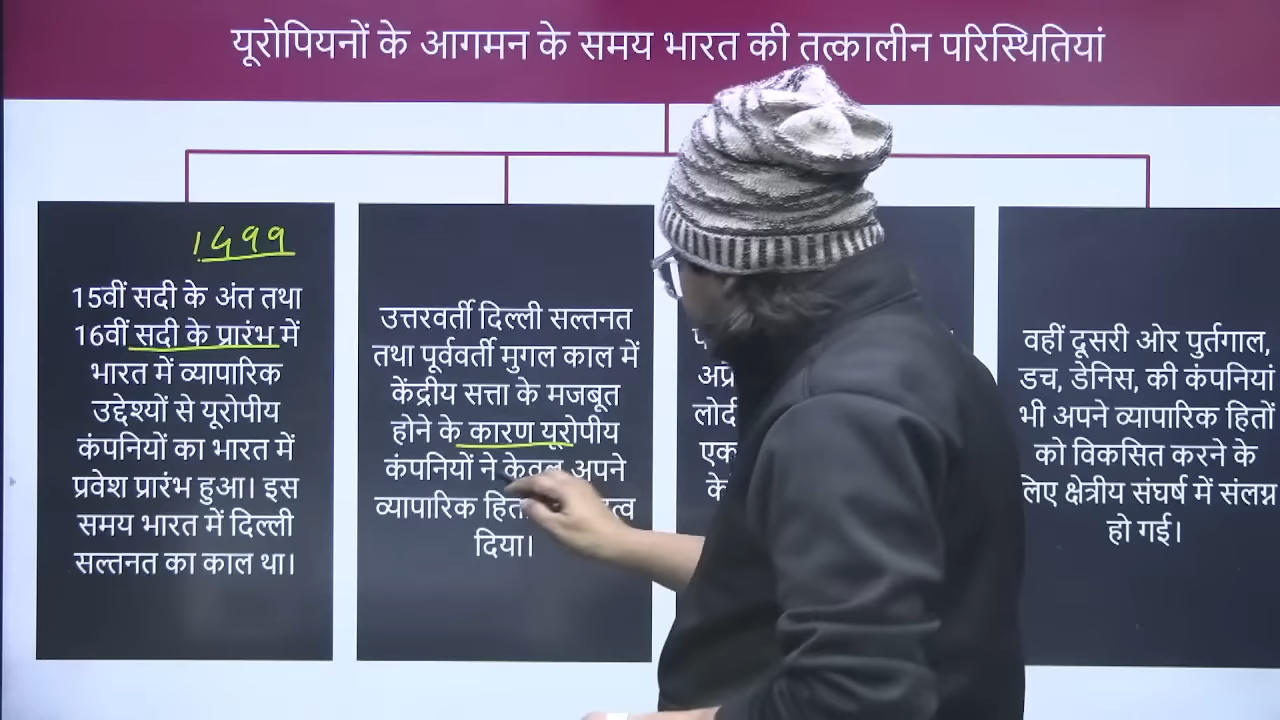 यूरोपियनों के आगमन के समय भारत की तत्कालीन परिस्थितियां
1499
15वीं सदी के अंत तथा
16वीं सदी के प्रारंभ में
भारत में व्यापारिक
उद्देश्यों से यूरोपीय
कंपनियों का भारत में
प्रवेश प्रारंभ हुआ। इस
समय भारत में दिल्ली
सल्तनत का काल था।
उत्तरवर्ती दिल्ली सल्तनत
तथा पूर्ववर्ती मुगल काल में
केंद्रीय सत्ता के मजबूत
होने के कारण यूरोपीय
कंपनियों ने केवल अपने
व्यापारिक
दिया।
वहीं दूसरी ओर पुर्तगाल,
डच, डेनिस, की कंपनियां
भी अपने व्यापारिक हितों
को विकसित करने के
लिए क्षेत्रीय संघर्ष में संलग्न
हो गई।